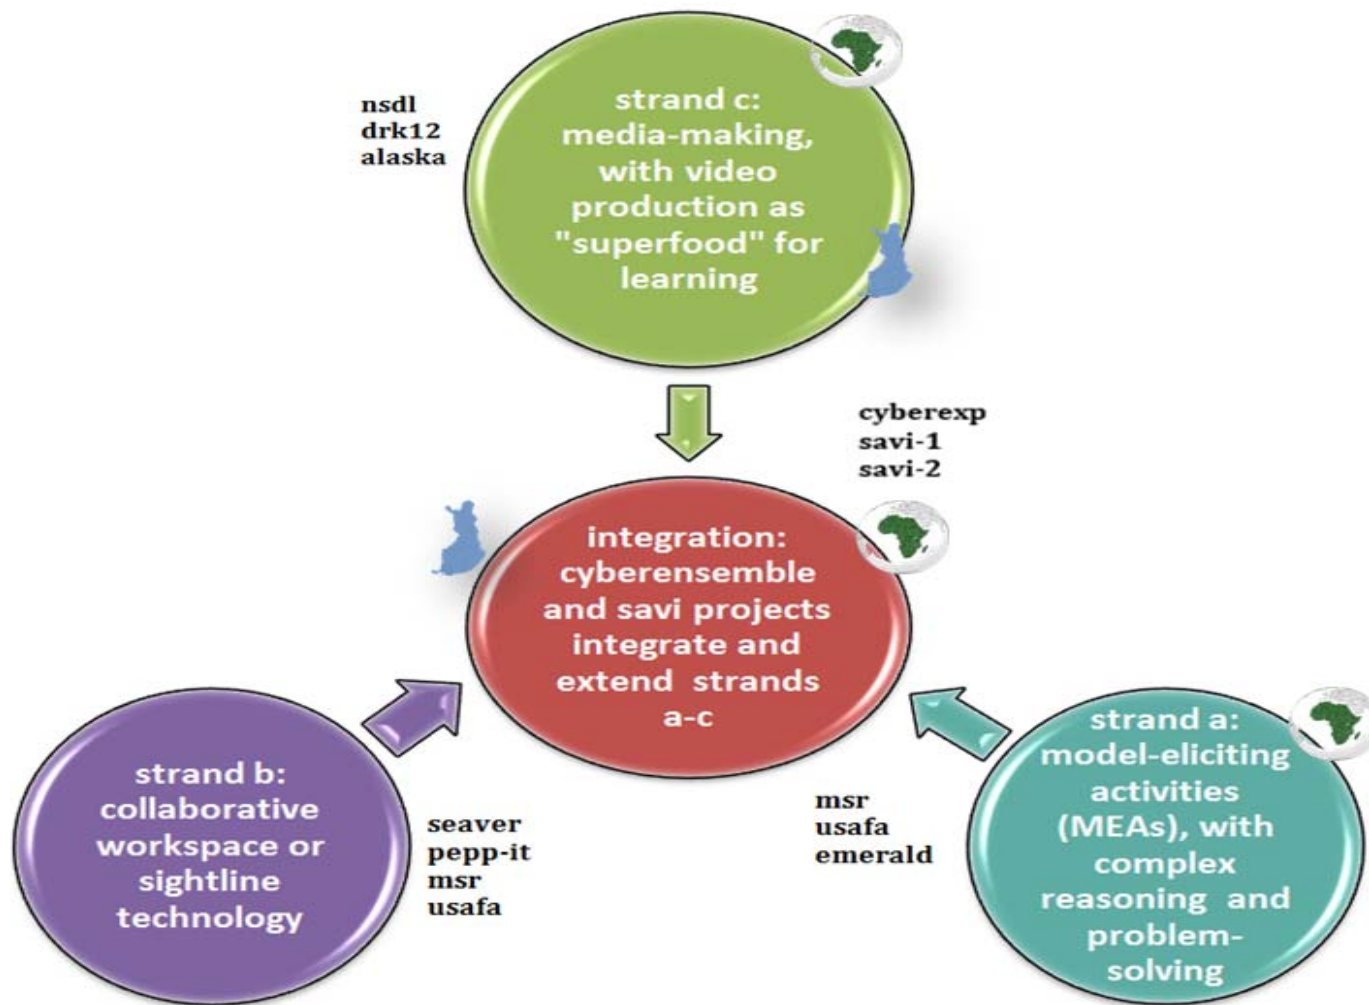 nsdl
drk12
alaska
strand c:
media-making,
with video
production as
"superfood" for
learning
cyberexp
savi-1
savi-2
integration:
cyberensemble
and savi projects
integrate and
extend strands
a-c
strand b:
collaborative
workspace or
sightline
technology
seaver
pepp-it
msr
usafa
msr
usafa
emerald
strand a:
model-eliciting
activities
(MEAs), with
complex
reasoning and
problem-
solving